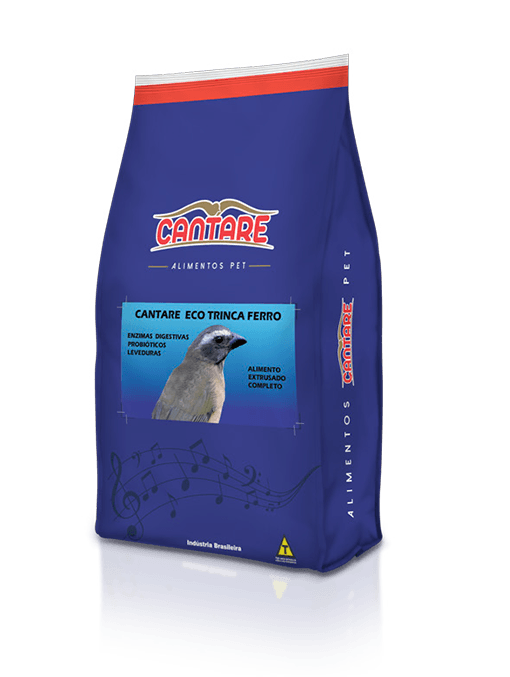 CANTARE
ALIMENTOS PET
CANTARE ECO TRINCA FERRO
ENZIMAS DIGESTIVAS
PROBIÓTICOS
LEVEDURAS
ALIMENTO
EXTRUSADO
COMPLETO
Indústria Brasileira
T
ALIMENTOS CANTARE PET